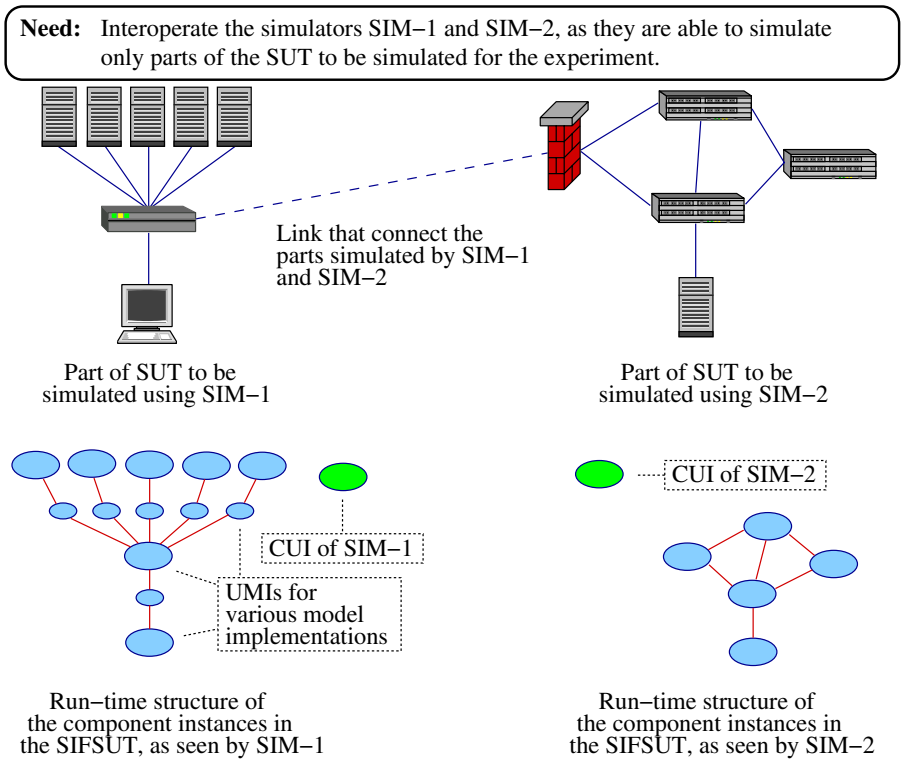 Need: Interoperate the simulators SIM−1 and SIM−2, as they are able to simulate
only parts of the SUT to be simulated for the experiment.
Link that connect the
parts simulated by SIM−1
and SIM−2
Part of SUT to be
simulated using SIM−1
Part of SUT to be
simulated using SIM−2
CUI of SIM−1
UMIs for
various model
implementations
CUI of SIM−2
Run−time structure of
the component instances in
the SIFSUT, as seen by SIM−1
Run−time structure of
the component instances in
the SIFSUT, as seen by SIM−2